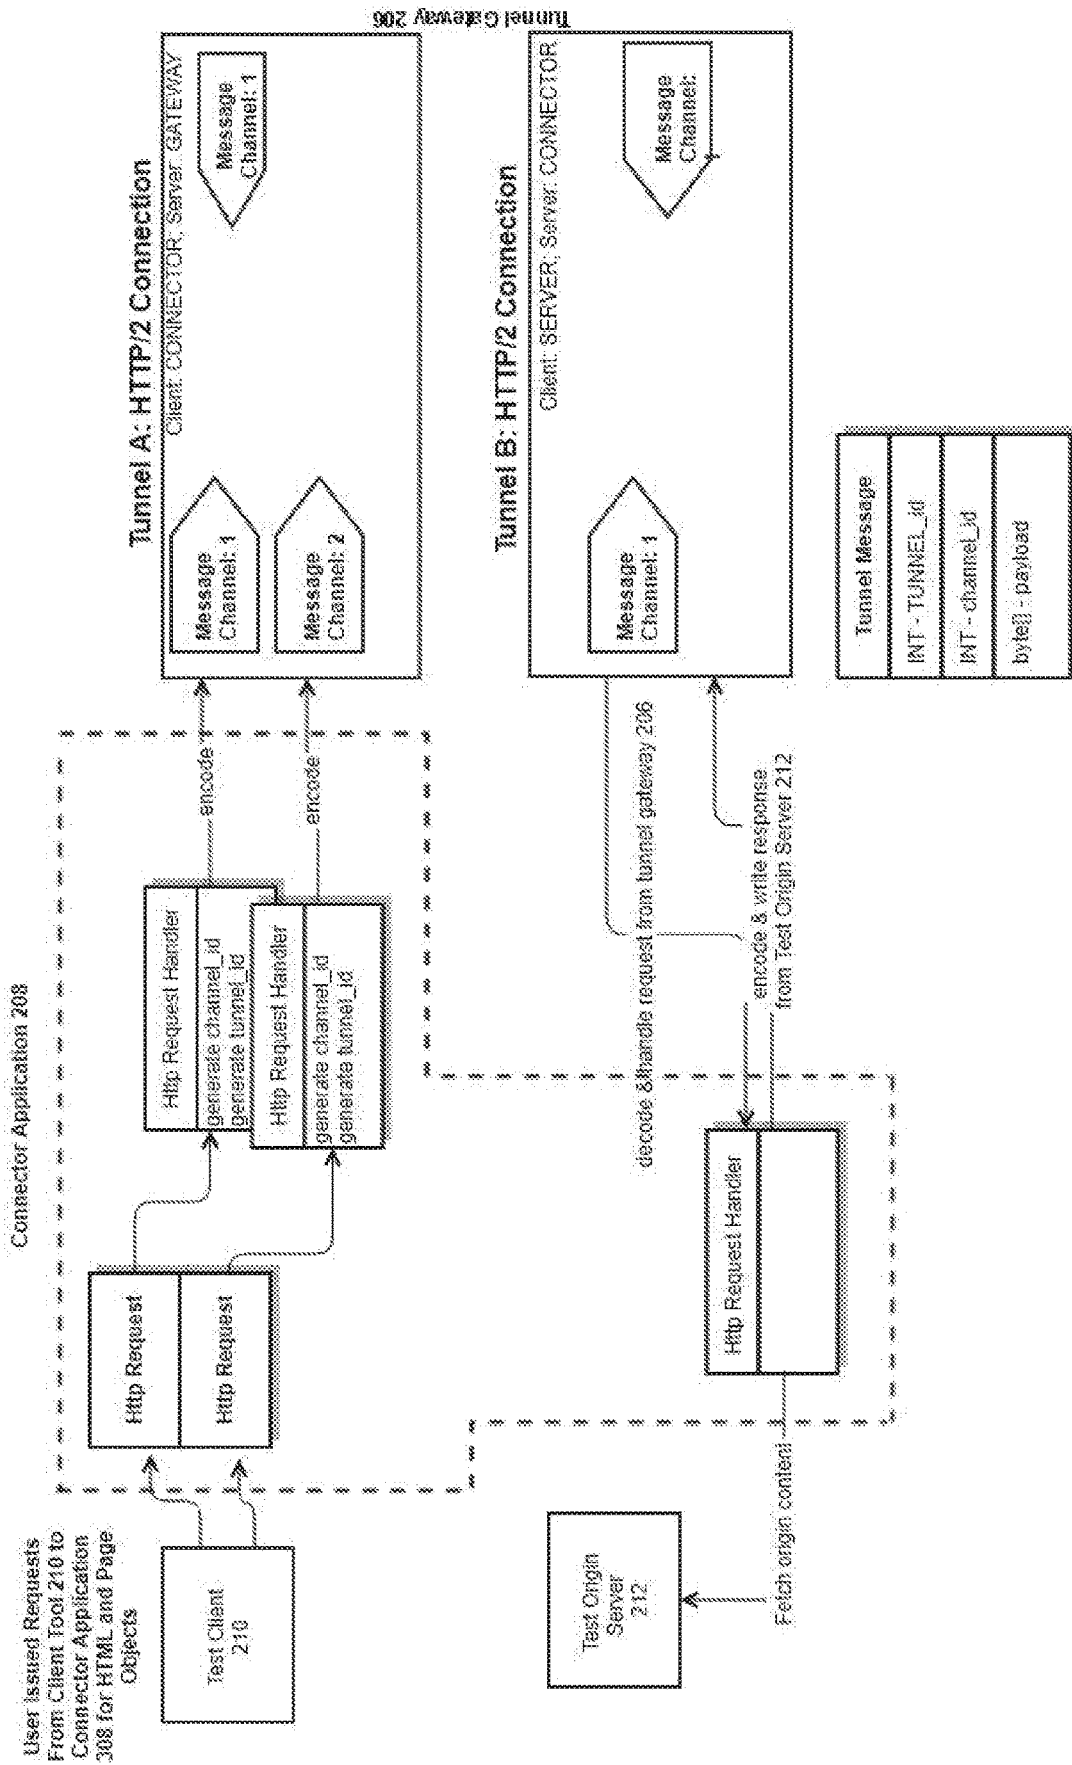 Connector Application 208
User Issued Requests
From Client Tool 210 to
Connector Application
308 for HTML and Page
Objects
Test Client
210
Http Request
Http Request
Http Request Handler
generate channel_id
generate tunnel_id
Http Request Handler
generate channel_id
generate tunnel_id
encode
encode
Tunnel A: HTTP/2 Connection
Client: CONNECTOR; Server: GATEWAY
Message
Channel: 1
Message
Channel: 2
Message
Channel: 1
Tunnel Gateway 206
Tunnel B: HTTP/2 Connection
Client: SERVER; Server: CONNECTOR
Message
Channel: 1
Message
Channel:
decode & handle request from tunnel gateway 206
encode & write response
from Test Origin Server 212
Http Request Handler
Fetch origin content
Test Origin
Server
212
Tunnel Message
INT - TUNNEL_id
INT - channel_id
byte[] - payload